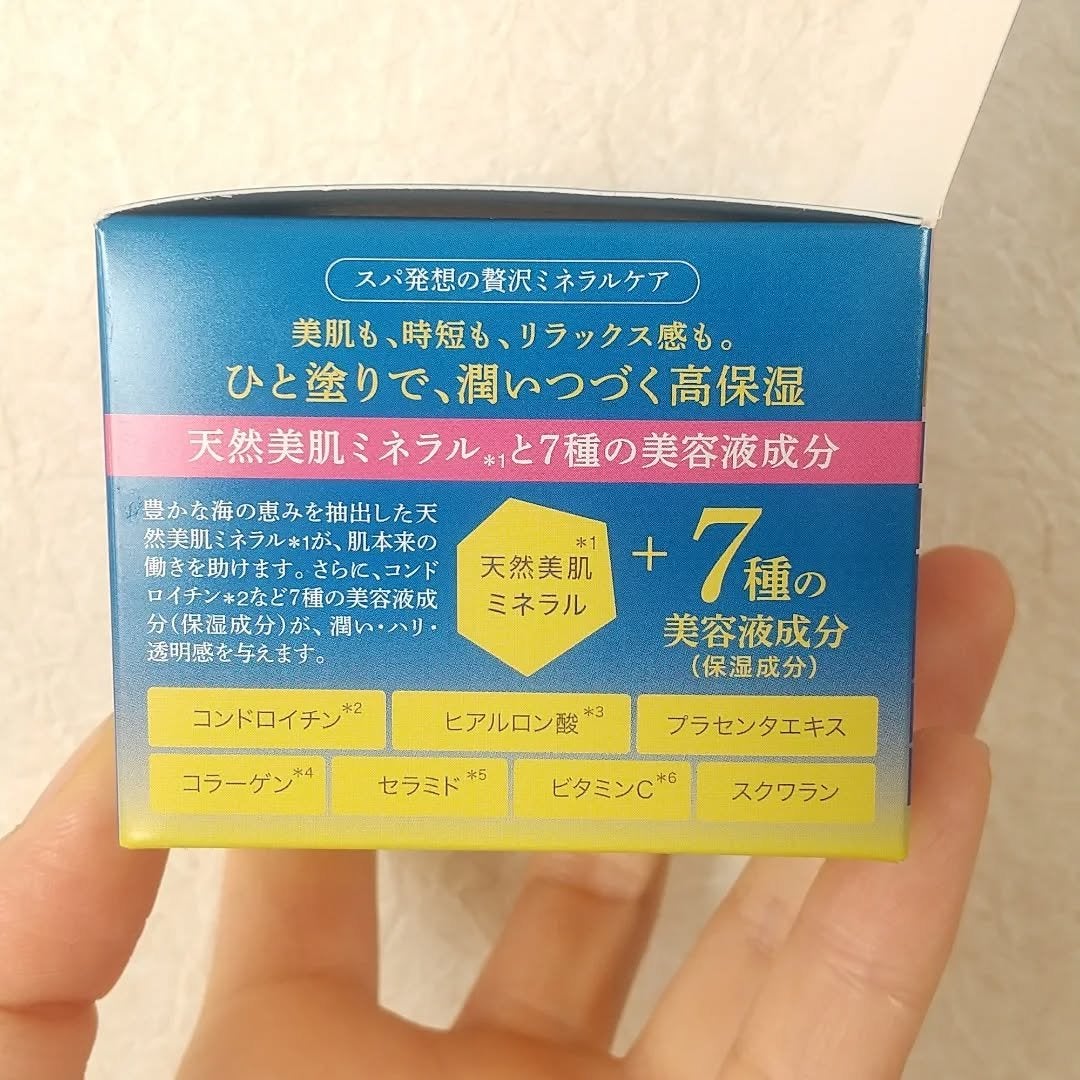 スパ発想の贅沢ミネラルケア
美肌も、時短も、リラックス感も。
ひと塗りで、潤いつづく高保湿
天然美肌ミネラル*1と7種の美容液成分
豊かな海の恵みを抽出した天
然美肌ミネラル*1が、肌本来の
働きを助けます。さらに、コンド
ロイチン*2など7種の美容液成
分(保湿成分)が、潤い・ハリ・
透明感を与えます。
*1
天然美肌
ミネラル
+
7種の
美容液成分
(保湿成分)
コンドロイチン*2
ヒアルロン酸*3
プラセンタエキス
コラーゲン*4
セラミド*5
ビタミンC*6
スクワラン